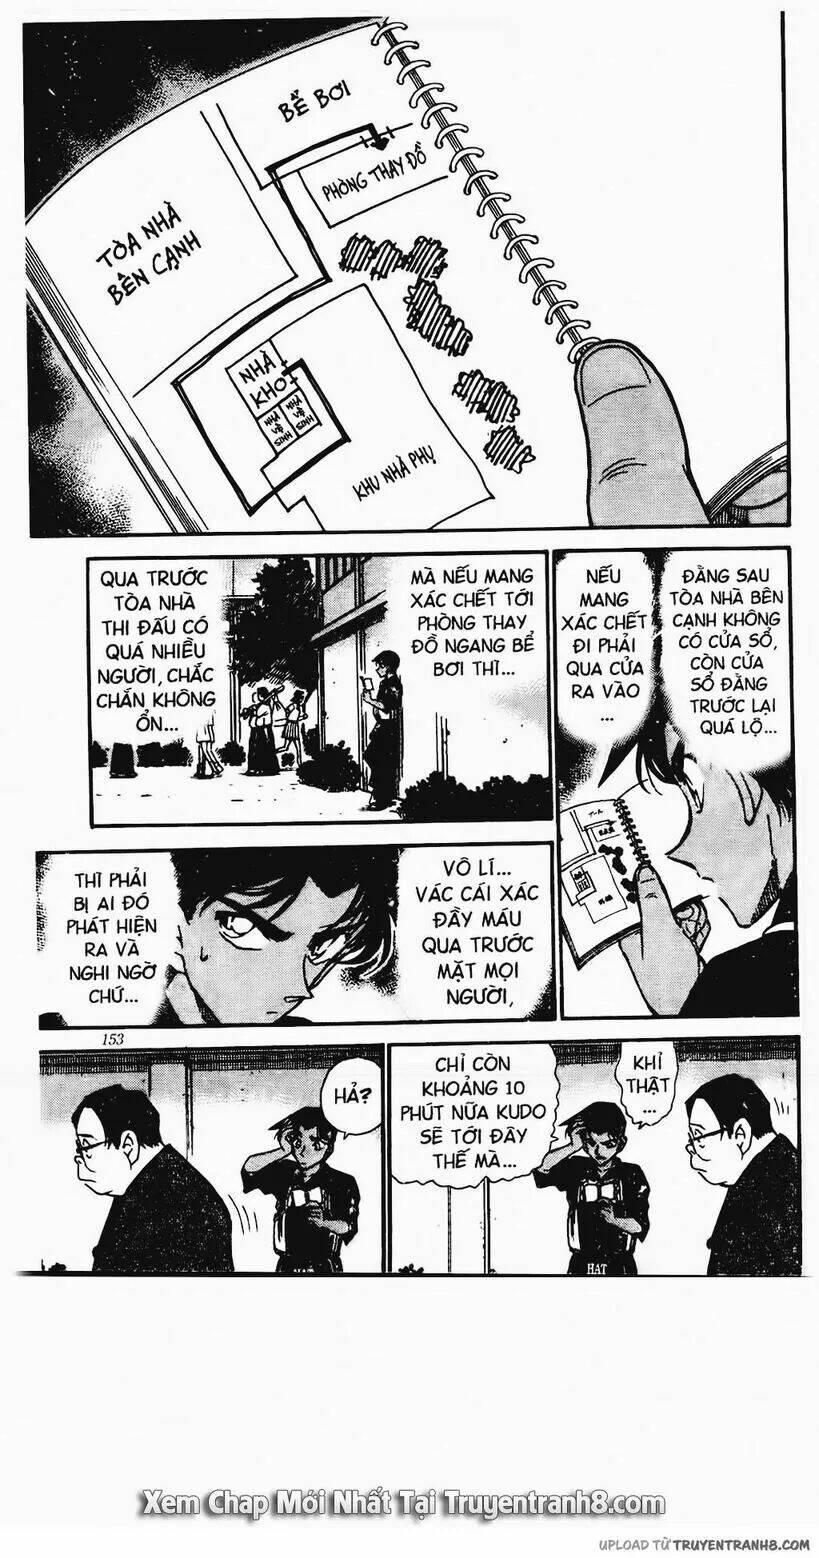 BỂ BƠI
PHÒNG THAY ĐỒ
TÒA NHÀ
BÊN CẠNH
NHÀ
KHO
NHÀ
VỆ
SINH
NHÀ
VỆ
SINH
KHU NHÀ PHỤ
ĐẰNG SAU
TÒA NHÀ BÊN
CẠNH KHÔNG
CÓ CỬA SỔ,
CÒN CỬA
SỔ ĐẰNG
TRƯỚC LẠI
QUÁ LỘ...
NẾU
MANG
XÁC CHẾT
ĐI PHẢI
QUA CỬA
RA VÀO
...
MÀ NẾU MANG
XÁC CHẾT TỚI
PHÒNG THAY
ĐỒ NGANG BỂ
BƠI THÌ...
QUA TRƯỚC
TÒA NHÀ
THI ĐẤU CÓ
QUÁ NHIỀU
NGƯỜI, CHẮC
CHẮN KHÔNG
ỔN...
VÔ LÍ...
VÁC CÁI XÁC
ĐẦY MÁU
QUA TRƯỚC
MẶT MỌI
NGƯỜI,
THÌ PHẢI
BỊ AI ĐÓ
PHÁT HIỆN
RA VÀ
NGHI NGỜ
CHỨ...
153
KHỈ
THẬT
...
CHỈ CÒN
KHOẢNG 10
PHÚT NỮA KUDO
SẼ TỚI ĐÂY
THẾ MÀ...
HAT
HẢ?
Xem Chap Mới Nhất Tại Truyentranh8.com
UPLOAD TỪ TRUYENTRANH8.COM